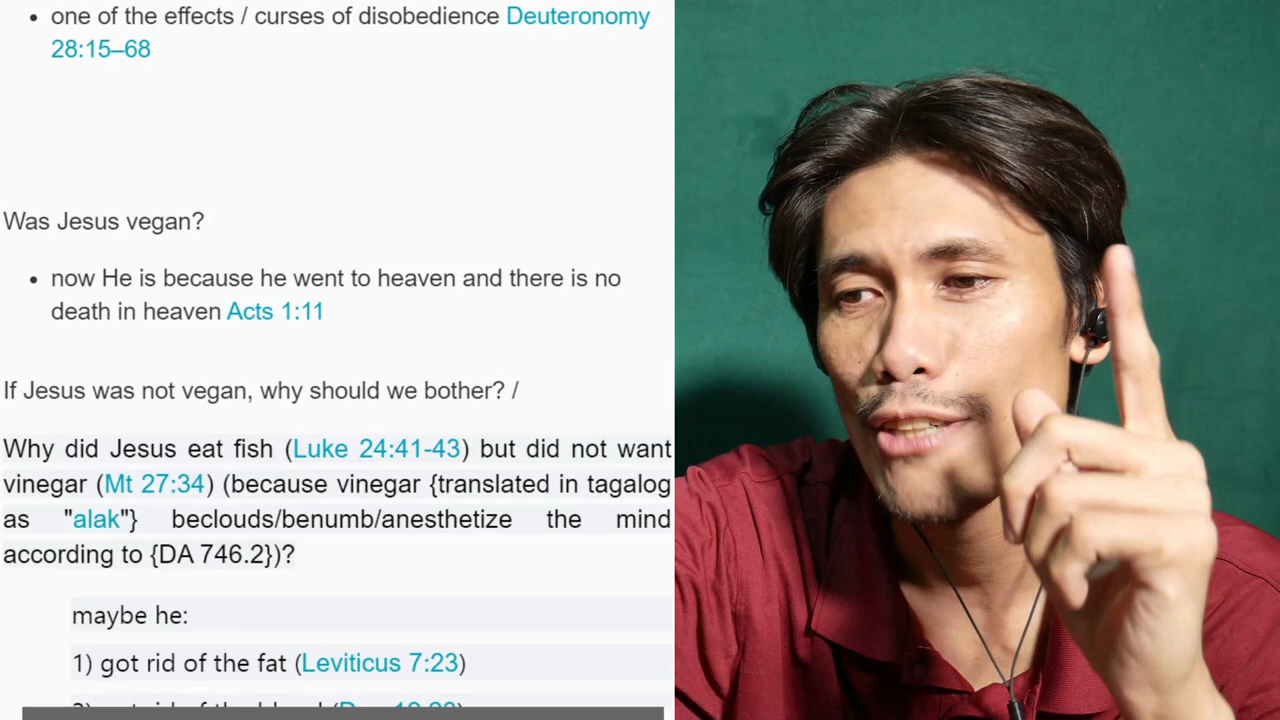 • one of the effects / curses of disobedience Deuteronomy
28:15–68
Was Jesus vegan?
• now He is because he went to heaven and there is no
death in heaven Acts 1:11
If Jesus was not vegan, why should we bother? /
Why did Jesus eat fish (Luke 24:41-43) but did not want
vinegar (Mt 27:34) (because vinegar {translated in tagalog
as "alak"} beclouds/benumb/anesthetize the mind
according to {DA 746.2})?
maybe he:
1) got rid of the fat (Leviticus 7:23)